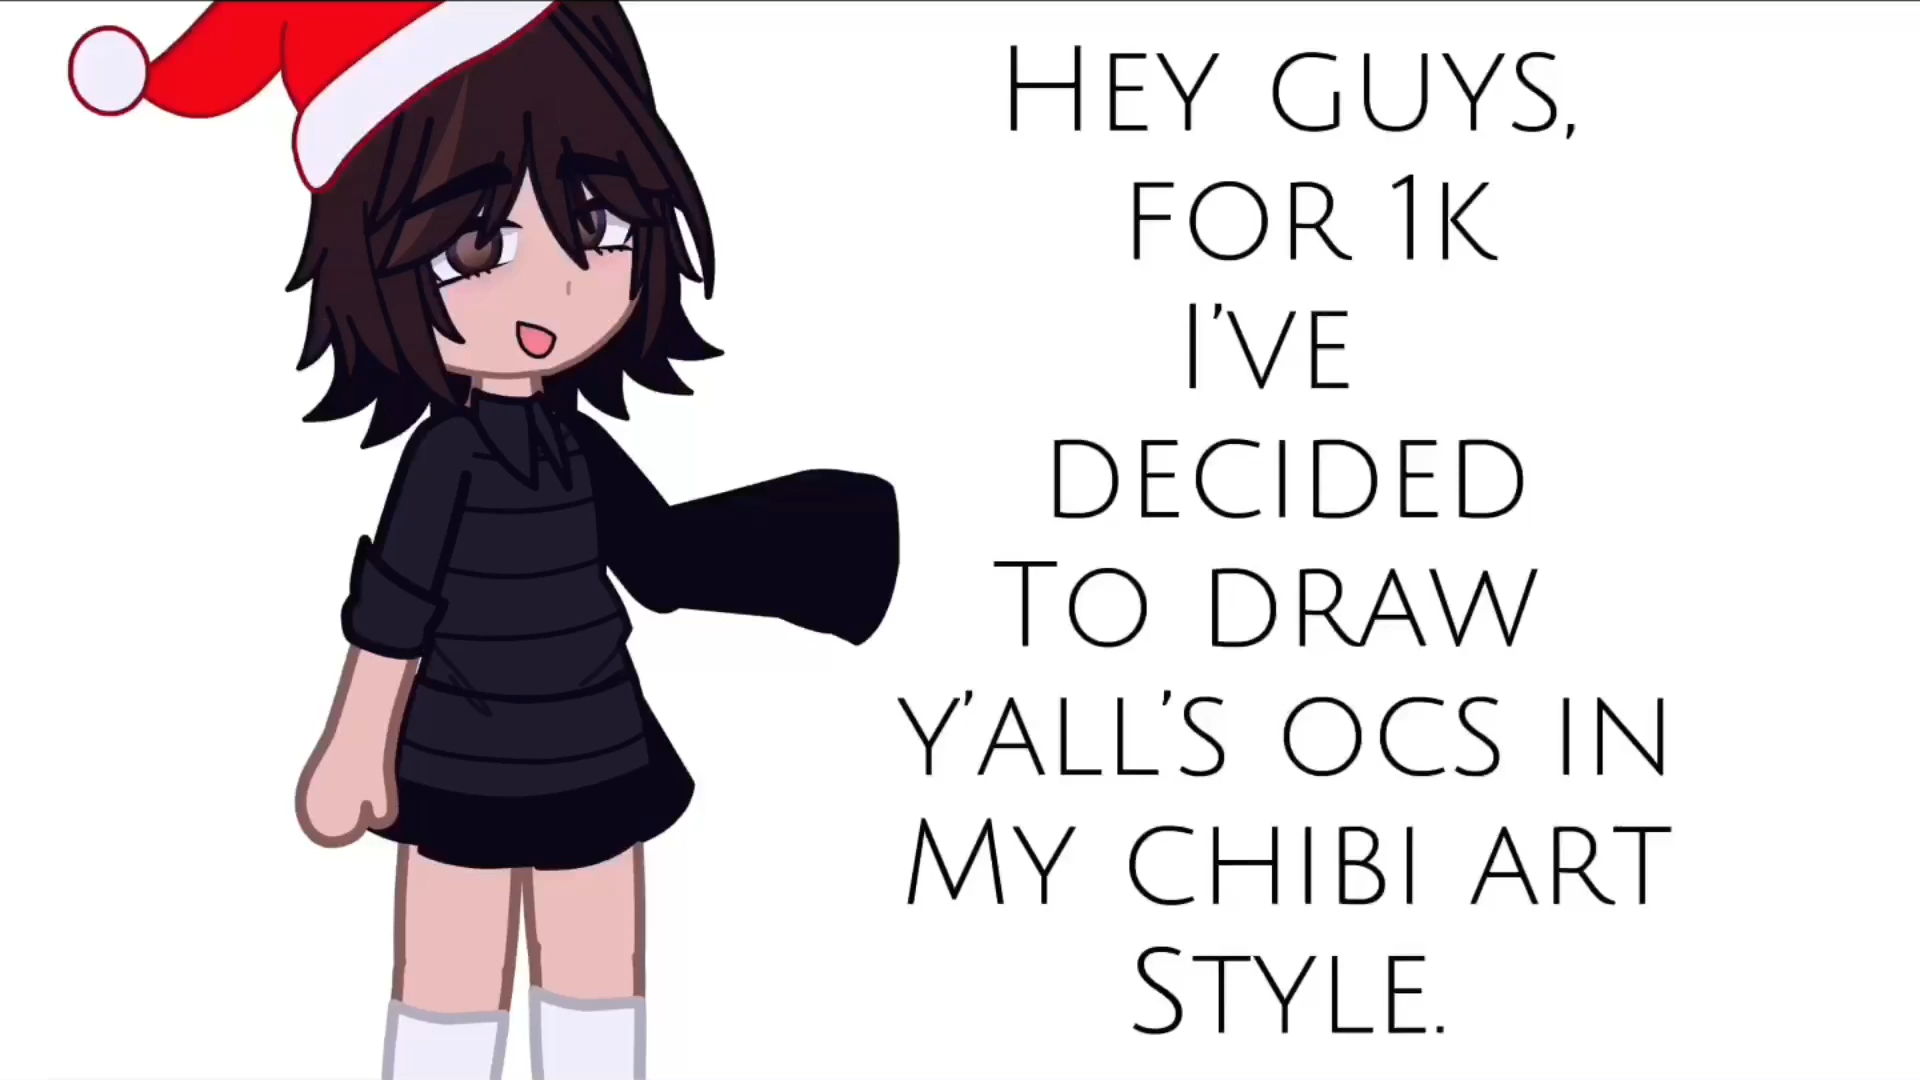 Hey guys,
for 1k
I've
decided
To draw
y'all's ocs in
My chibi art
Style.